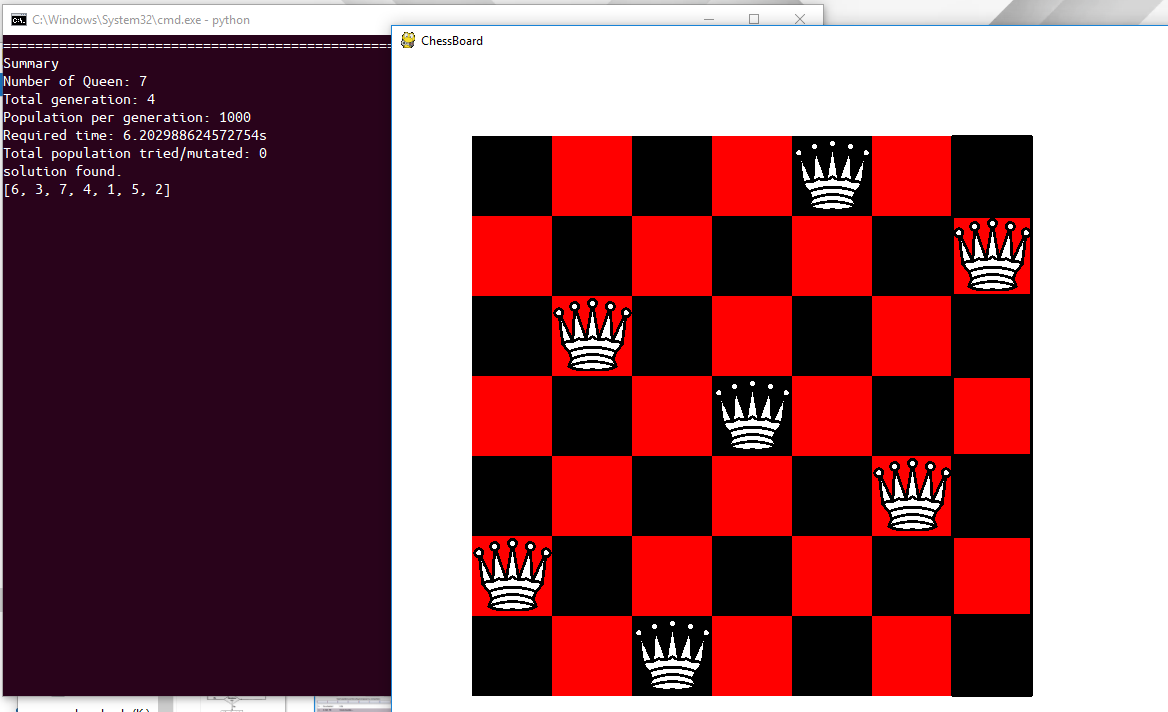 C:\Windows\System32\cmd.exe - python
ChessBoard
==================================================
Summary
Number of Queen: 7
Total generation: 4
Population per generation: 1000
Required time: 6.202988624572754s
Total population tried/mutated: 0
solution found.
[6, 3, 7, 4, 1, 5, 2]